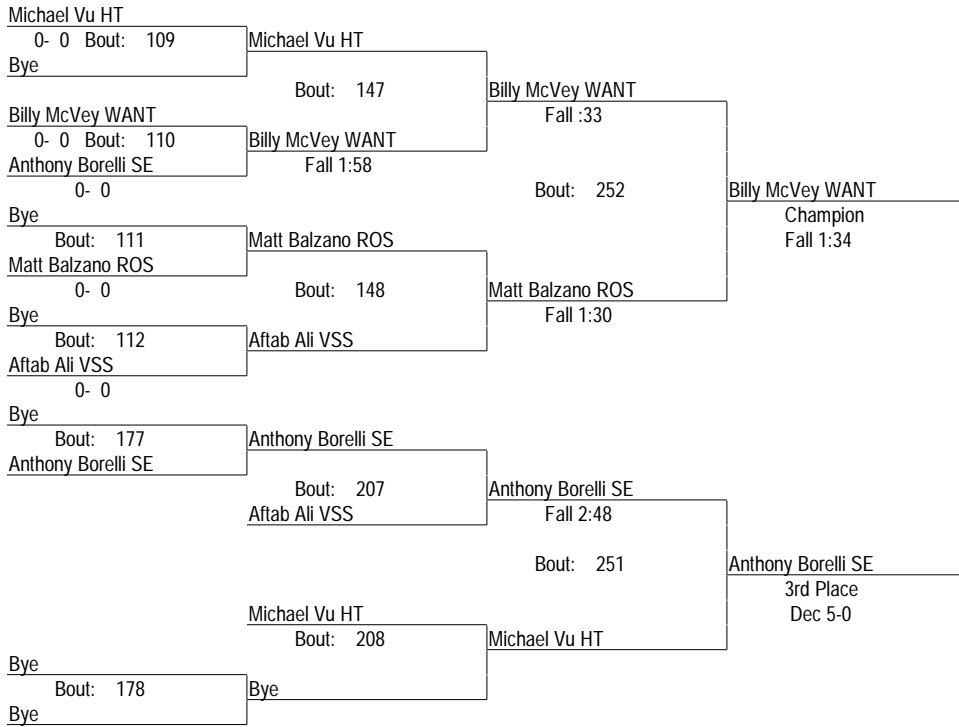 Michael Vu HT
0- 0 Bout: 109 Michael Vu HT
Bye
Bout: 147 Billy McVey WANT
Billy McVey WANT Fall :33
0- 0 Bout: 110 Billy McVey WANT
Anthony Borelli SE Fall 1:58
0- 0 Bout: 252 Billy McVey WANT
Bye Champion
Bout: 111 Matt Balzano ROS Fall 1:34
Matt Balzano ROS
0- 0 Bout: 148 Matt Balzano ROS
Bye Fall 1:30
Bout: 112 Aftab Ali VSS
Aftab Ali VSS
0- 0
Bye
Bout: 177 Anthony Borelli SE
Anthony Borelli SE
Bout: 207 Anthony Borelli SE
Aftab Ali VSS Fall 2:48
Bout: 251 Anthony Borelli SE
3rd Place
Michael Vu HT Dec 5-0
Bout: 208 Michael Vu HT
Bye
Bout: 178 Bye
Bye